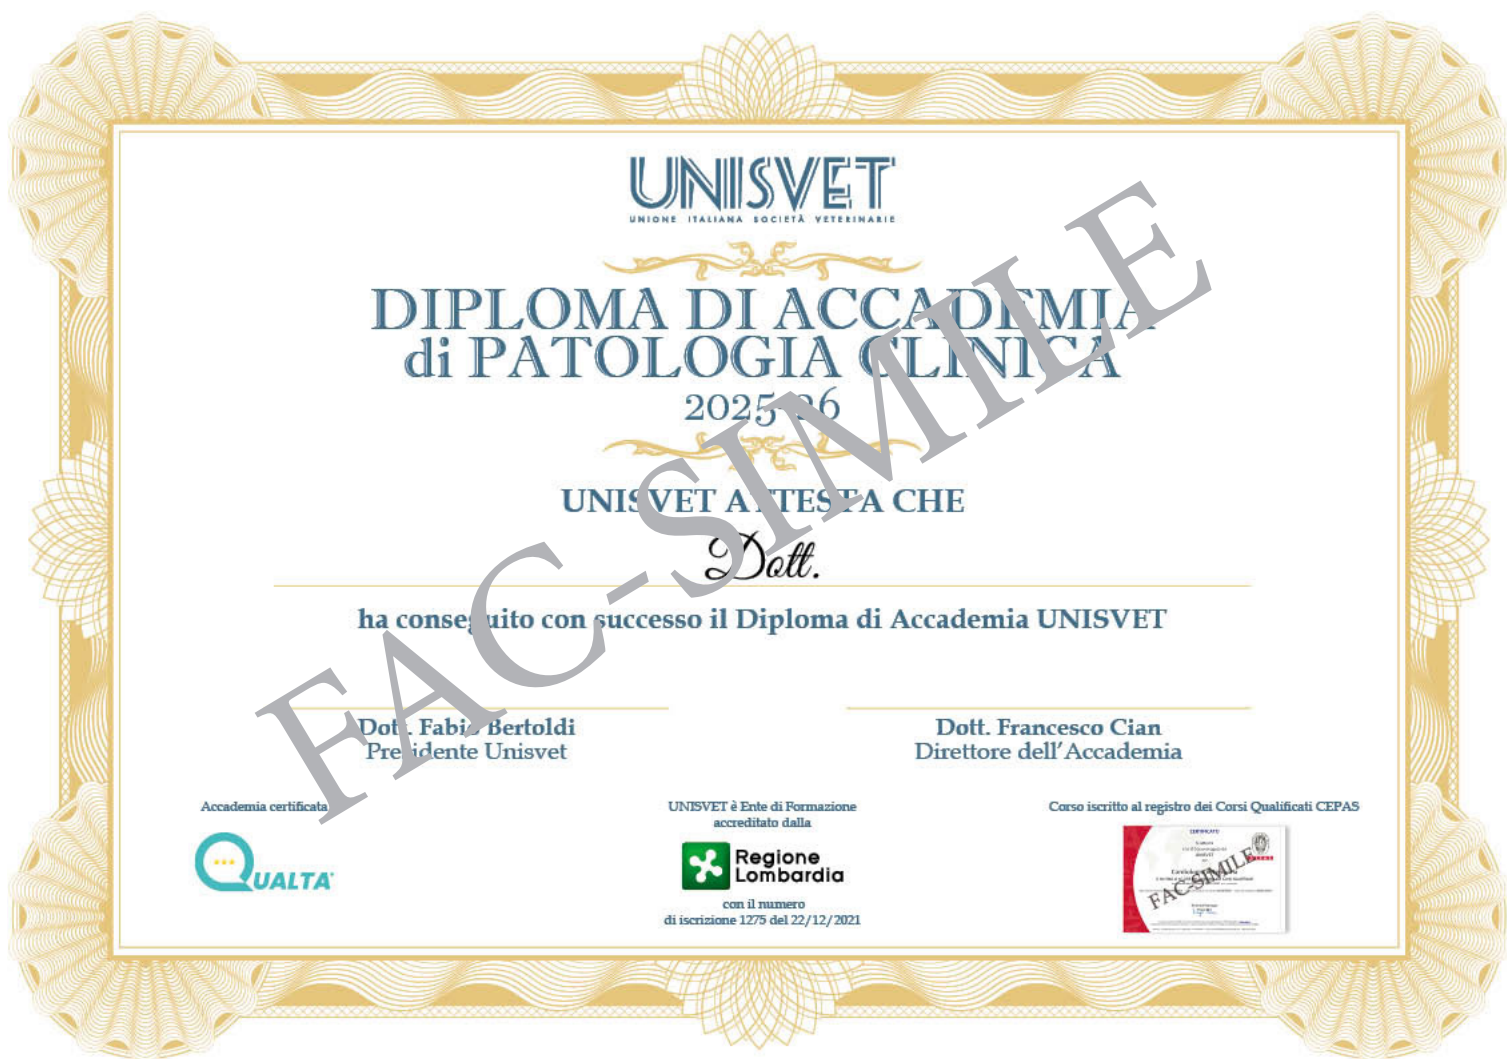 UNISVET
UNIONE ITALIANA SOCIETÀ VETERINARIE
DIPLOMA DI ACCADEMIA
di PATOLOGIA CLINICA
2025-26
UNISVET ATTESTA CHE
Dott.
ha conseguito con successo il Diploma di Accademia UNISVET
FAC-SIMILE
Dott. Fabio Bertoldi
Presidente Unisvet
Dott. Francesco Cian
Direttore dell'Accademia
Accademia certificata
QUALTA
UNISVET è Ente di Formazione
accreditato dalla
Regione
Lombardia
con il numero
di iscrizione 1275 del 22/12/2021
Corso iscritto al registro dei Corsi Qualificati CEPAS
CERTIFICATO
FAC-SIMILE